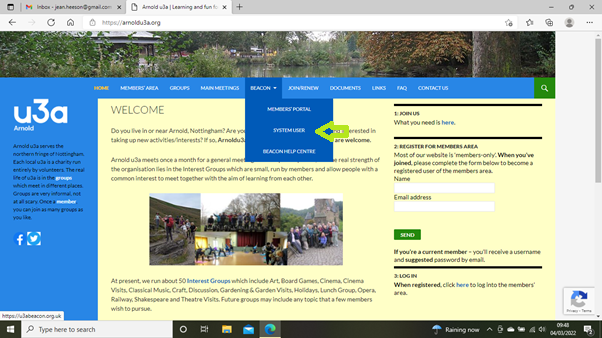 Inbox - jean.heeson@gmail.com
Arnold u3a | Learning and fun fo
https://arnoldu3a.org
HOME MEMBERS' AREA GROUPS MAIN MEETINGS BEACON JOIN/RENEW DOCUMENTS LINKS FAQ CONTACT US
MEMBERS' PORTAL
SYSTEM USER
BEACON HELP CENTRE
u3a
Arnold
Arnold u3a serves the
northern fringe of Nottingham.
Each local u3a is a charity run
entirely by volunteers. The real
life of u3a is in the groups
which meet in different
places. Groups are very
informal, not
at all scary. Once a member
you can join as many groups as
you like.
WELCOME
Do you live in or near Arnold, Nottingham? Are you
terested in
taking up new activities/interests? If so, Arnoldu3
are welcome.
Arnold u3a meets once a month for a general meeting
e real strength of
the organisation lies in the Interest Groups which are small, run by members and allow people with a
common interest to meet together with the aim of learning from each other.
At present, we run about 50 Interest Groups which include Art, Board Games, Cinema, Cinema
Visits, Classical Music, Craft, Discussion, Gardening & Garden Visits, Holidays, Lunch Group, Opera,
Railway, Shakespeare and Theatre Visits. Future groups may include any topic that a few members
wish to pursue.
1: JOIN US
What you need is here.
2: REGISTER FOR MEMBERS AREA
Most of our website is 'members-only'. When you've
joined, please complete the form below to become a
registered user of the members area.
Name
Email address
SEND
If you're a current member – you'll receive a username
and suggested password by email.
3: LOG IN
When registered, click here to log into the members'
area.
Privacy - Terms
https://u3abeacon.org.uk
Type here to search
Raining now
09:48
04/03/2022